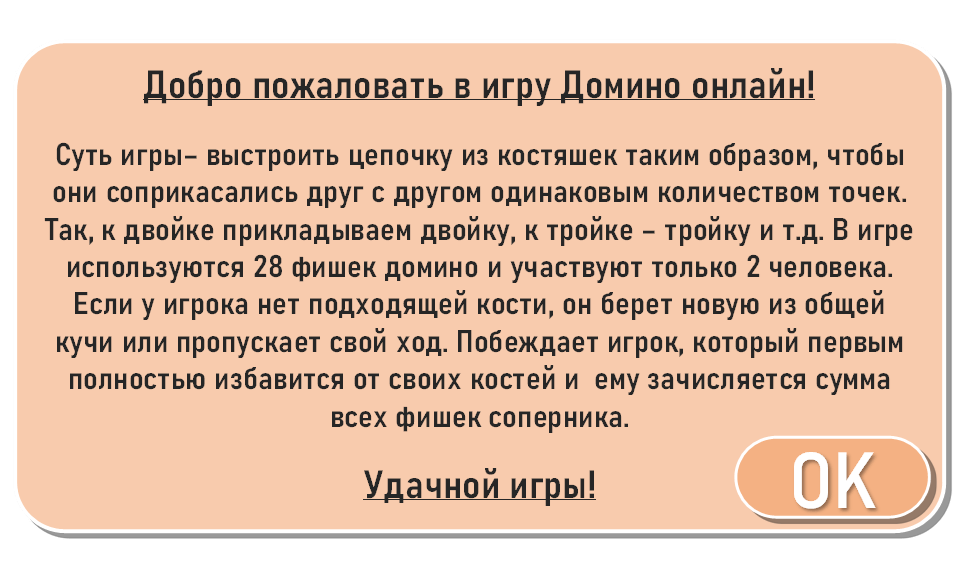 Добро пожаловать в игру Домино онлайн!
Суть игры– выстроить цепочку из костяшек таким образом, чтобы
они соприкасались друг с другом одинаковым количеством точек.
Так, к двойке прикладываем двойку, к тройке – тройку и т.д. В игре
используются 28 фишек домино и участвуют только 2 человека.
Если у игрока нет подходящей кости, он берет новую из общей
кучи или пропускает свой ход. Побеждает игрок, который первым
полностью избавится от своих костей и  ему зачисляется сумма
всех фишек соперника.
Удачной игры!
ОК